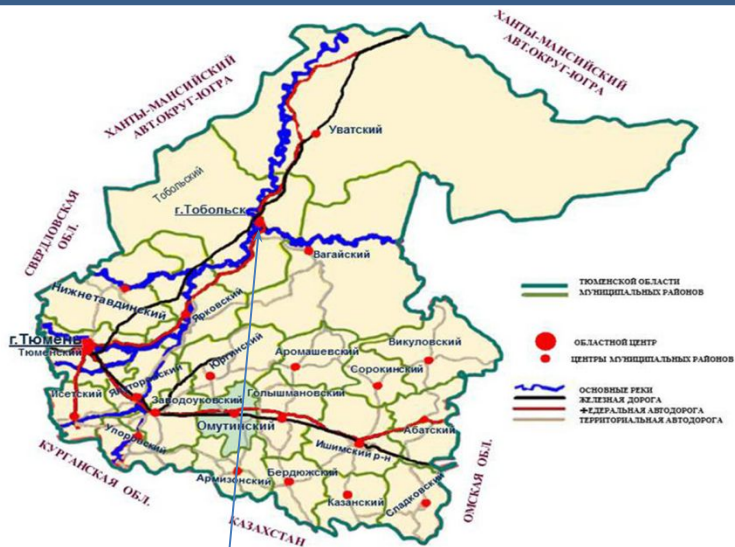 ХАНТЫ-МАНСИЙСКИЙ
АВТ.ОКРУГ-ЮГРА
ХАНТЫ-МАНСИЙСКИЙ
АВТ.ОКРУГ-ЮГРА
Уватский
Тобольский
г.Тобольск
СВЕРДЛОВСКАЯ
ОБЛ.
Вагайский
Нижнетавдинский
Ярковский
г.Тюмень
Тюменский
Юргинский
Аромашевский
Викуловский
Сорокинский
Исетский
Ялуторовский
Заводоуковский
Голышмановский
Омутинский
Абатский
Упоровский
Ишимский р-н
Армизонский
Бердюжский
Казанский
Сладковский
КУРГАНСКАЯ ОБЛ.
КАЗАХСТАН
ОМСКАЯ ОБЛ.
ТЮМЕНСКОЙ ОБЛАСТИ
МУНИЦИПАЛЬНЫХ РАЙОНОВ
ОБЛАСТНОЙ ЦЕНТР
ЦЕНТРЫ МУНИЦИПАЛЬНЫХ РАЙОНОВ
ОСНОВНЫЕ РЕКИ
ЖЕЛЕЗНАЯ ДОРОГА
ФЕДЕРАЛЬНАЯ АВТОДОРОГА
ТЕРРИТОРИАЛЬНАЯ АВТОДОРОГА